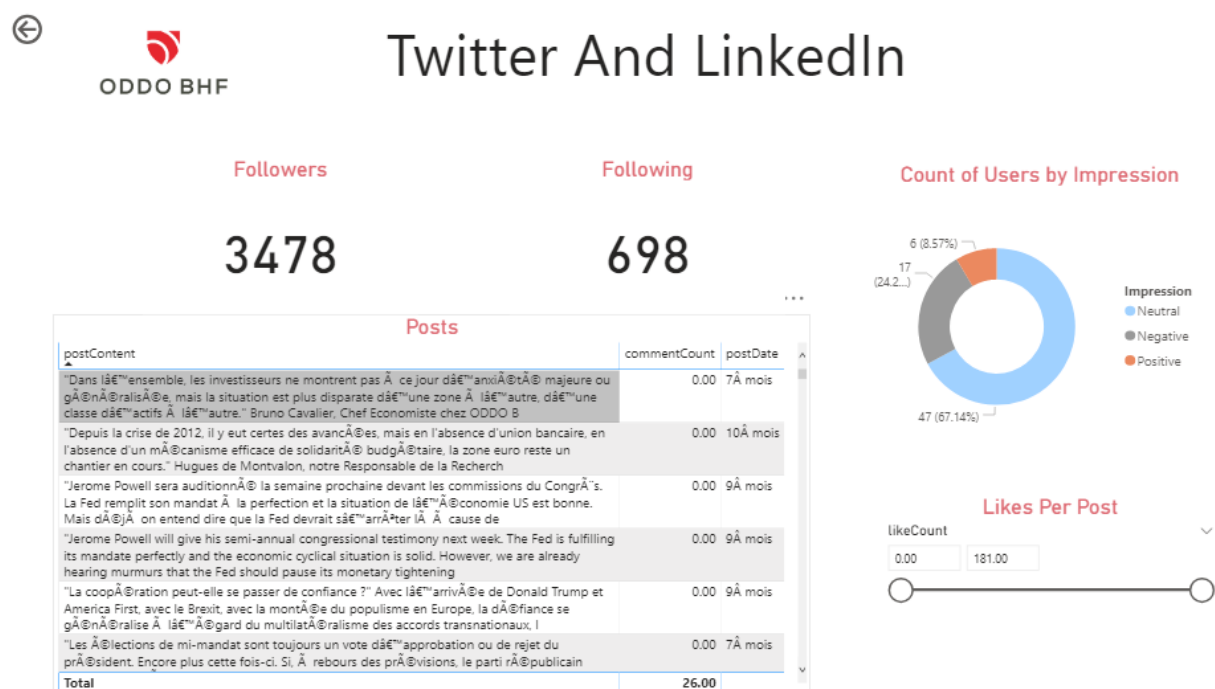 ODDO BHF
Twitter And LinkedIn
Followers
3478
Following
698
Count of Users by Impression
6 (8.57%)
17
(24.2...)
47 (67.14%)
Impression
Neutral
Negative
Positive
Posts
postContent commentCount postDate
"Dans lâ€™ensemble, les investisseurs ne montrent pas Ã ce jour dâ€™anxiÃ©tÃ© majeure ou 0.00 7Â mois
gÃ©nÃ©ralisÃ©e, mais la situation est plus disparate dâ€™une zone Ã lâ€™autre, dâ€™une
classe dâ€™actifs Ã lâ€™autre." Bruno Cavalier, Chef Economiste chez ODDO B
"Depuis la crise de 2012, il y eut certes des avancÃ©es, mais en l'absence d'union bancaire, en 0.00 10Â mois
l'absence d'un mÃ©canisme efficace de solidaritÃ© budgÃ©taire, la zone euro reste un
chantier en cours." Hugues de Montvalon, notre Responsable de la Recherch
"Jerome Powell sera auditionnÃ© la semaine prochaine devant les commissions du CongrÃ¨s. 0.00 9Â mois
La Fed remplit son mandat Ã la perfection et la situation de lâ€™Ã©conomie US est bonne.
Mais dÃ©jÃ on entend dire que la Fed devrait sâ€™arrÃªter lÃ Ã cause de
"Jerome Powell will give his semi-annual congressional testimony next week. The Fed is fulfilling 0.00 9Â mois
its mandate perfectly and the economic cyclical situation is solid. However, we are already
hearing murmurs that the Fed should pause its monetary tightening
"La coopÃ©ration peut-elle se passer de confiance ?" Avec lâ€™arrivÃ©e de Donald Trump et 0.00 9Â mois
America First, avec le Brexit, avec la montÃ©e du populisme en Europe, la dÃ©fiance se
gÃ©nÃ©ralise Ã lâ€™Ã©gard du multilatÃ©ralisme des accords transnationaux, l
"Les Ã©lections de mi-mandat sont toujours un vote dâ€™approbation ou de rejet du 0.00 7Â mois
prÃ©sident. Encore plus cette fois-ci. Si, Ã rebours des prÃ©visions, le parti rÃ©publicain
Total 26.00
Likes Per Post
likeCount
0.00 181.00